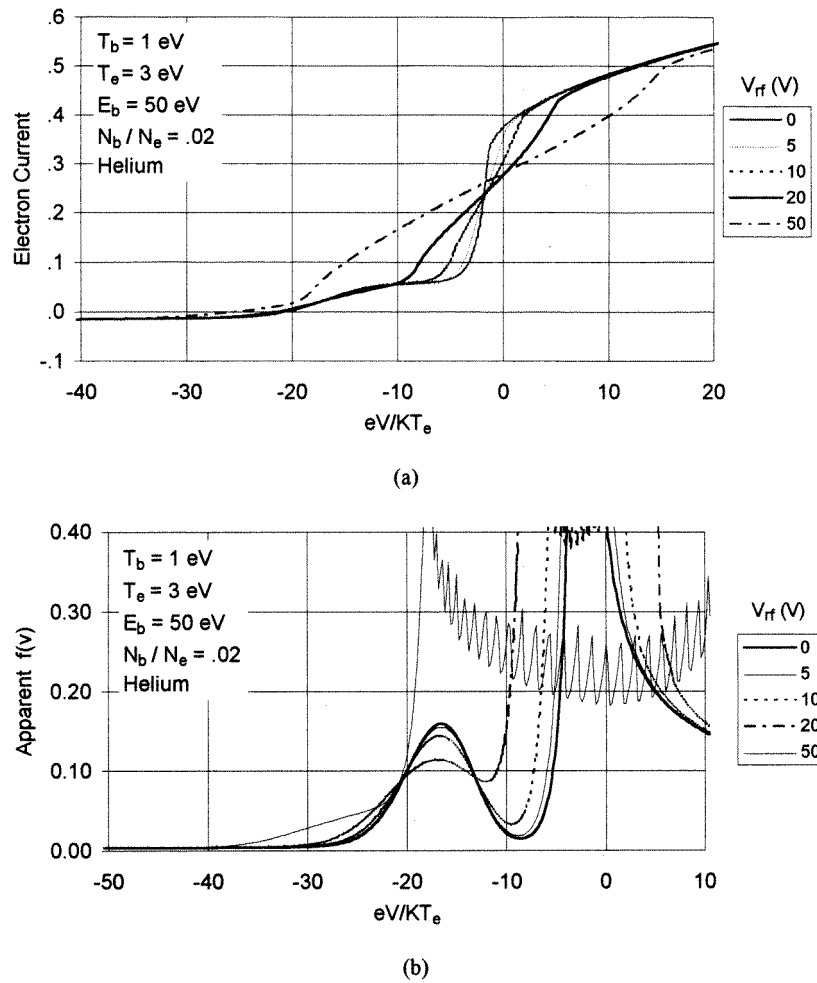 .6
.5
.4
.3
.2
.1
.0
-.1
Electron Current
T_b = 1 eV
T_e = 3 eV
E_b = 50 eV
N_b / N_e = .02
Helium
-40 -30 -20 -10 0 10 20
eV/KT_e
V_rf (V)
0
5
10
20
50
(a)
0.40
0.30
0.20
0.10
0.00
Apparent f(v)
T_b = 1 eV
T_e = 3 eV
E_b = 50 eV
N_b / N_e = .02
Helium
-50 -40 -30 -20 -10 0 10
eV/KT_e
V_rf (V)
0
5
10
20
50
(b)